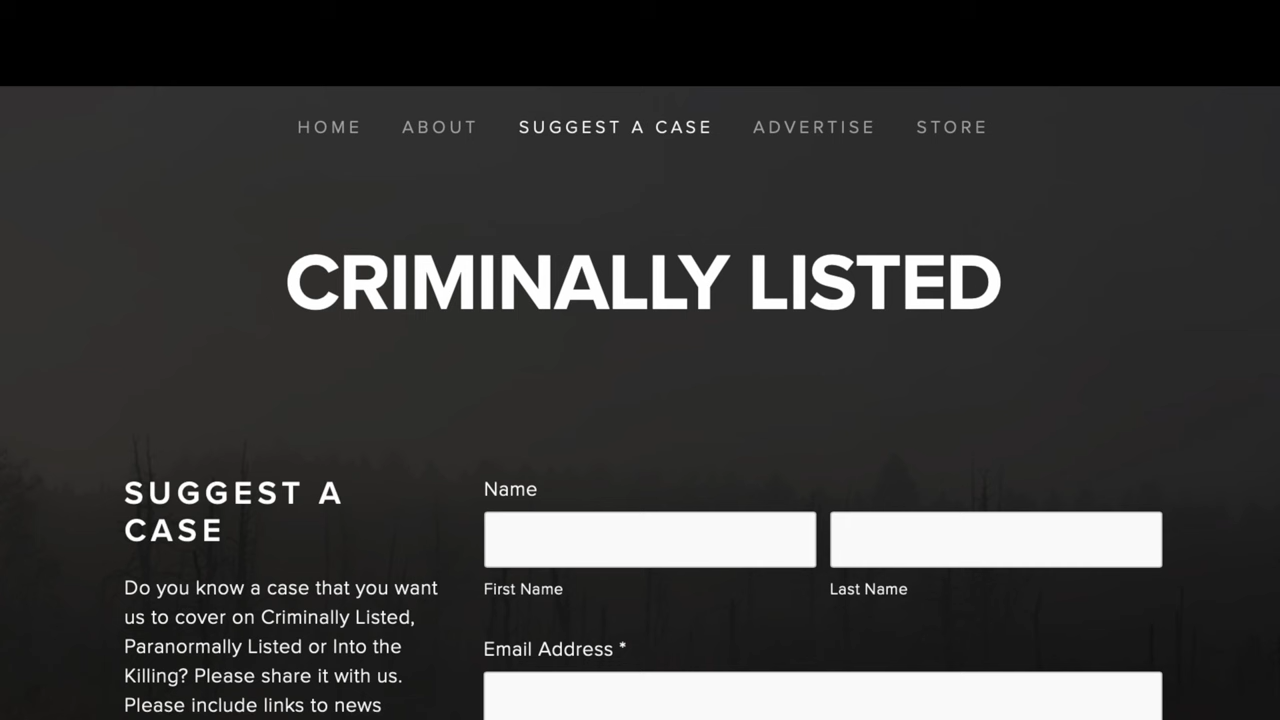 HOME ABOUT SUGGEST A CASE ADVERTISE STORE
CRIMINALLY LISTED
SUGGEST A
CASE
Do you know a case that you want
us to cover on Criminally Listed,
Paranormally Listed or Into the
Killing? Please share it with us.
Please include links to news
Name
First Name Last Name
Email Address *